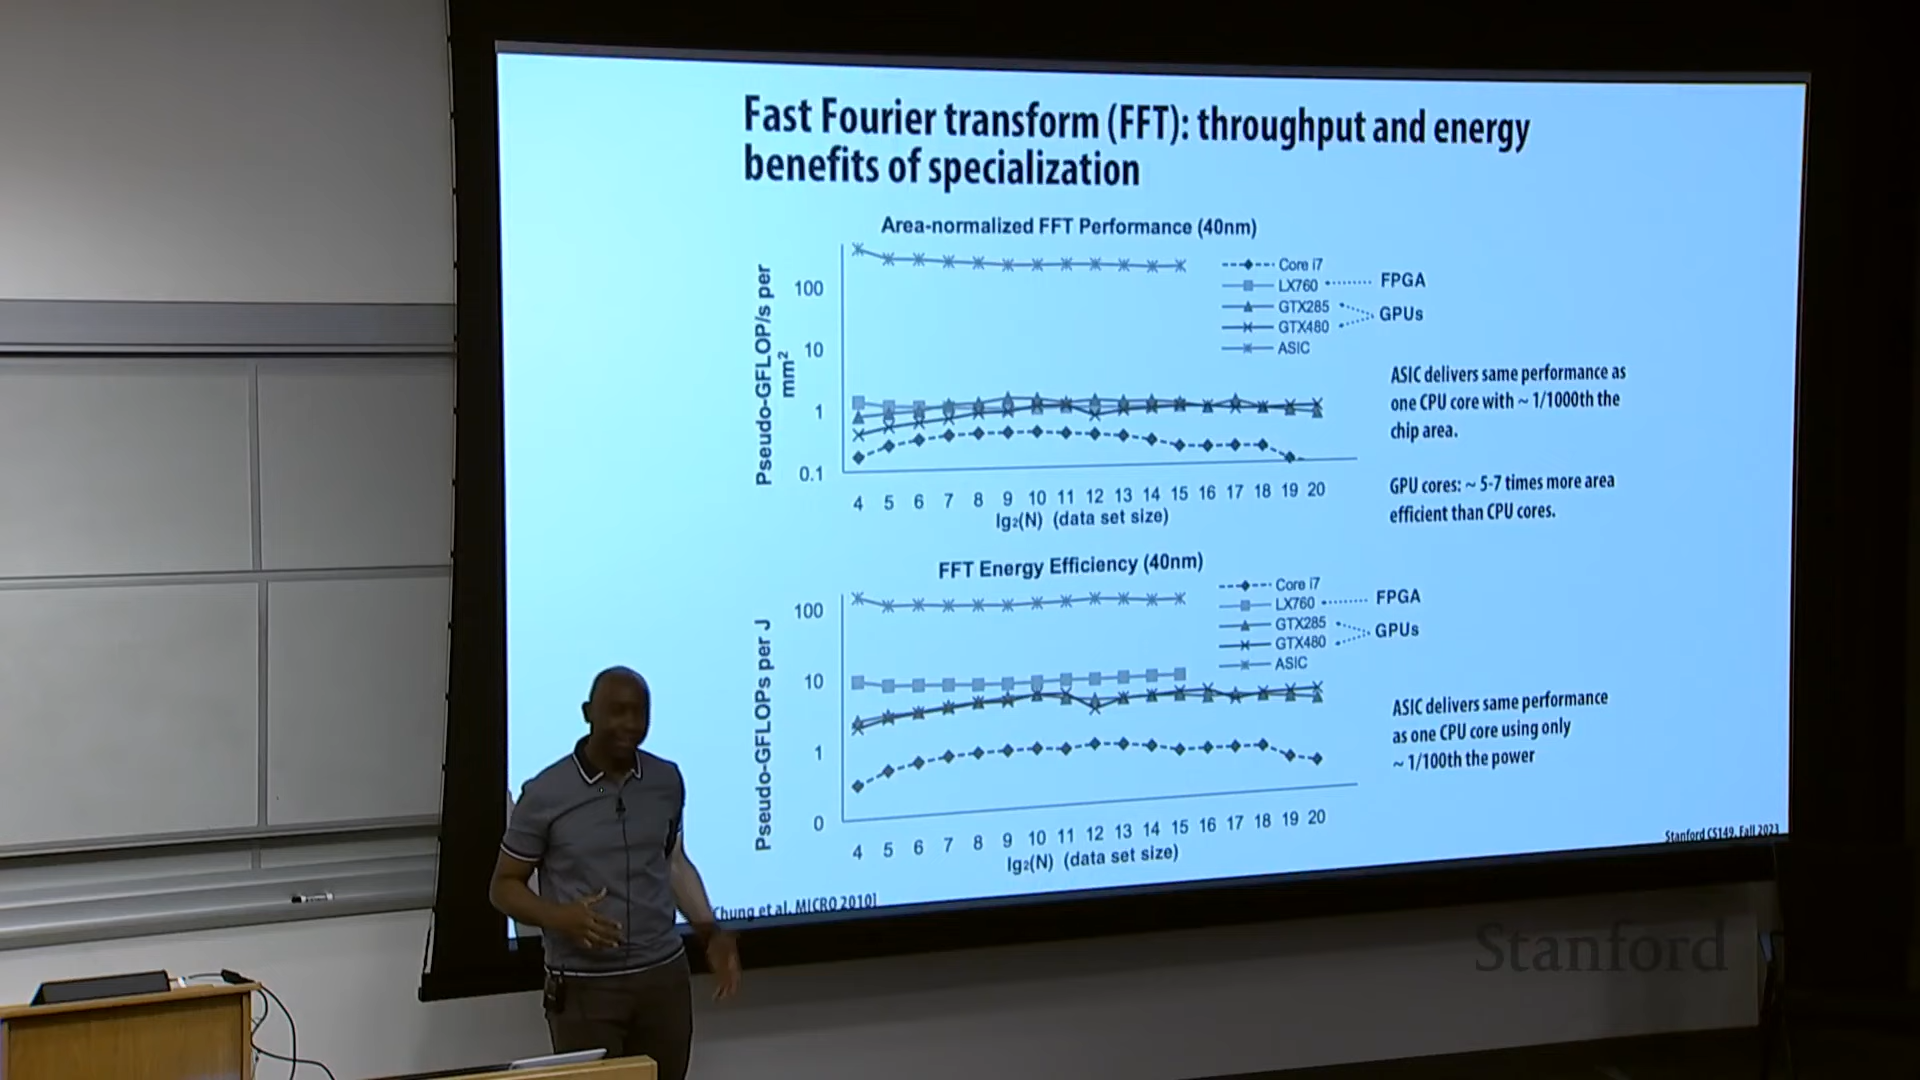 Fast Fourier transform (FFT): throughput and energy
benefits of specialization
Area-normalized FFT Performance (40nm)
Pseudo-GFLOP/s per
mm²
100
10
1
0.1
4 5 6 7 8 9 10 11 12 13 14 15 16 17 18 19 20
lg₂(N) (data set size)
Core i7
LX760
GTX285
GTX480
ASIC
FPGA
GPUs
ASIC delivers same performance as
one CPU core with ~ 1/1000th the
chip area.
GPU cores: ~ 5-7 times more area
efficient than CPU cores.
FFT Energy Efficiency (40nm)
Pseudo-GFLOPs per J
100
10
1
0
4 5 6 7 8 9 10 11 12 13 14 15 16 17 18 19 20
lg₂(N) (data set size)
Core i7
LX760
GTX285
GTX480
ASIC
FPGA
GPUs
ASIC delivers same performance
as one CPU core using only
~ 1/100th the power
Chung et al. MICRO 2010]
Stanford CS149, Fall 2023
Stanford